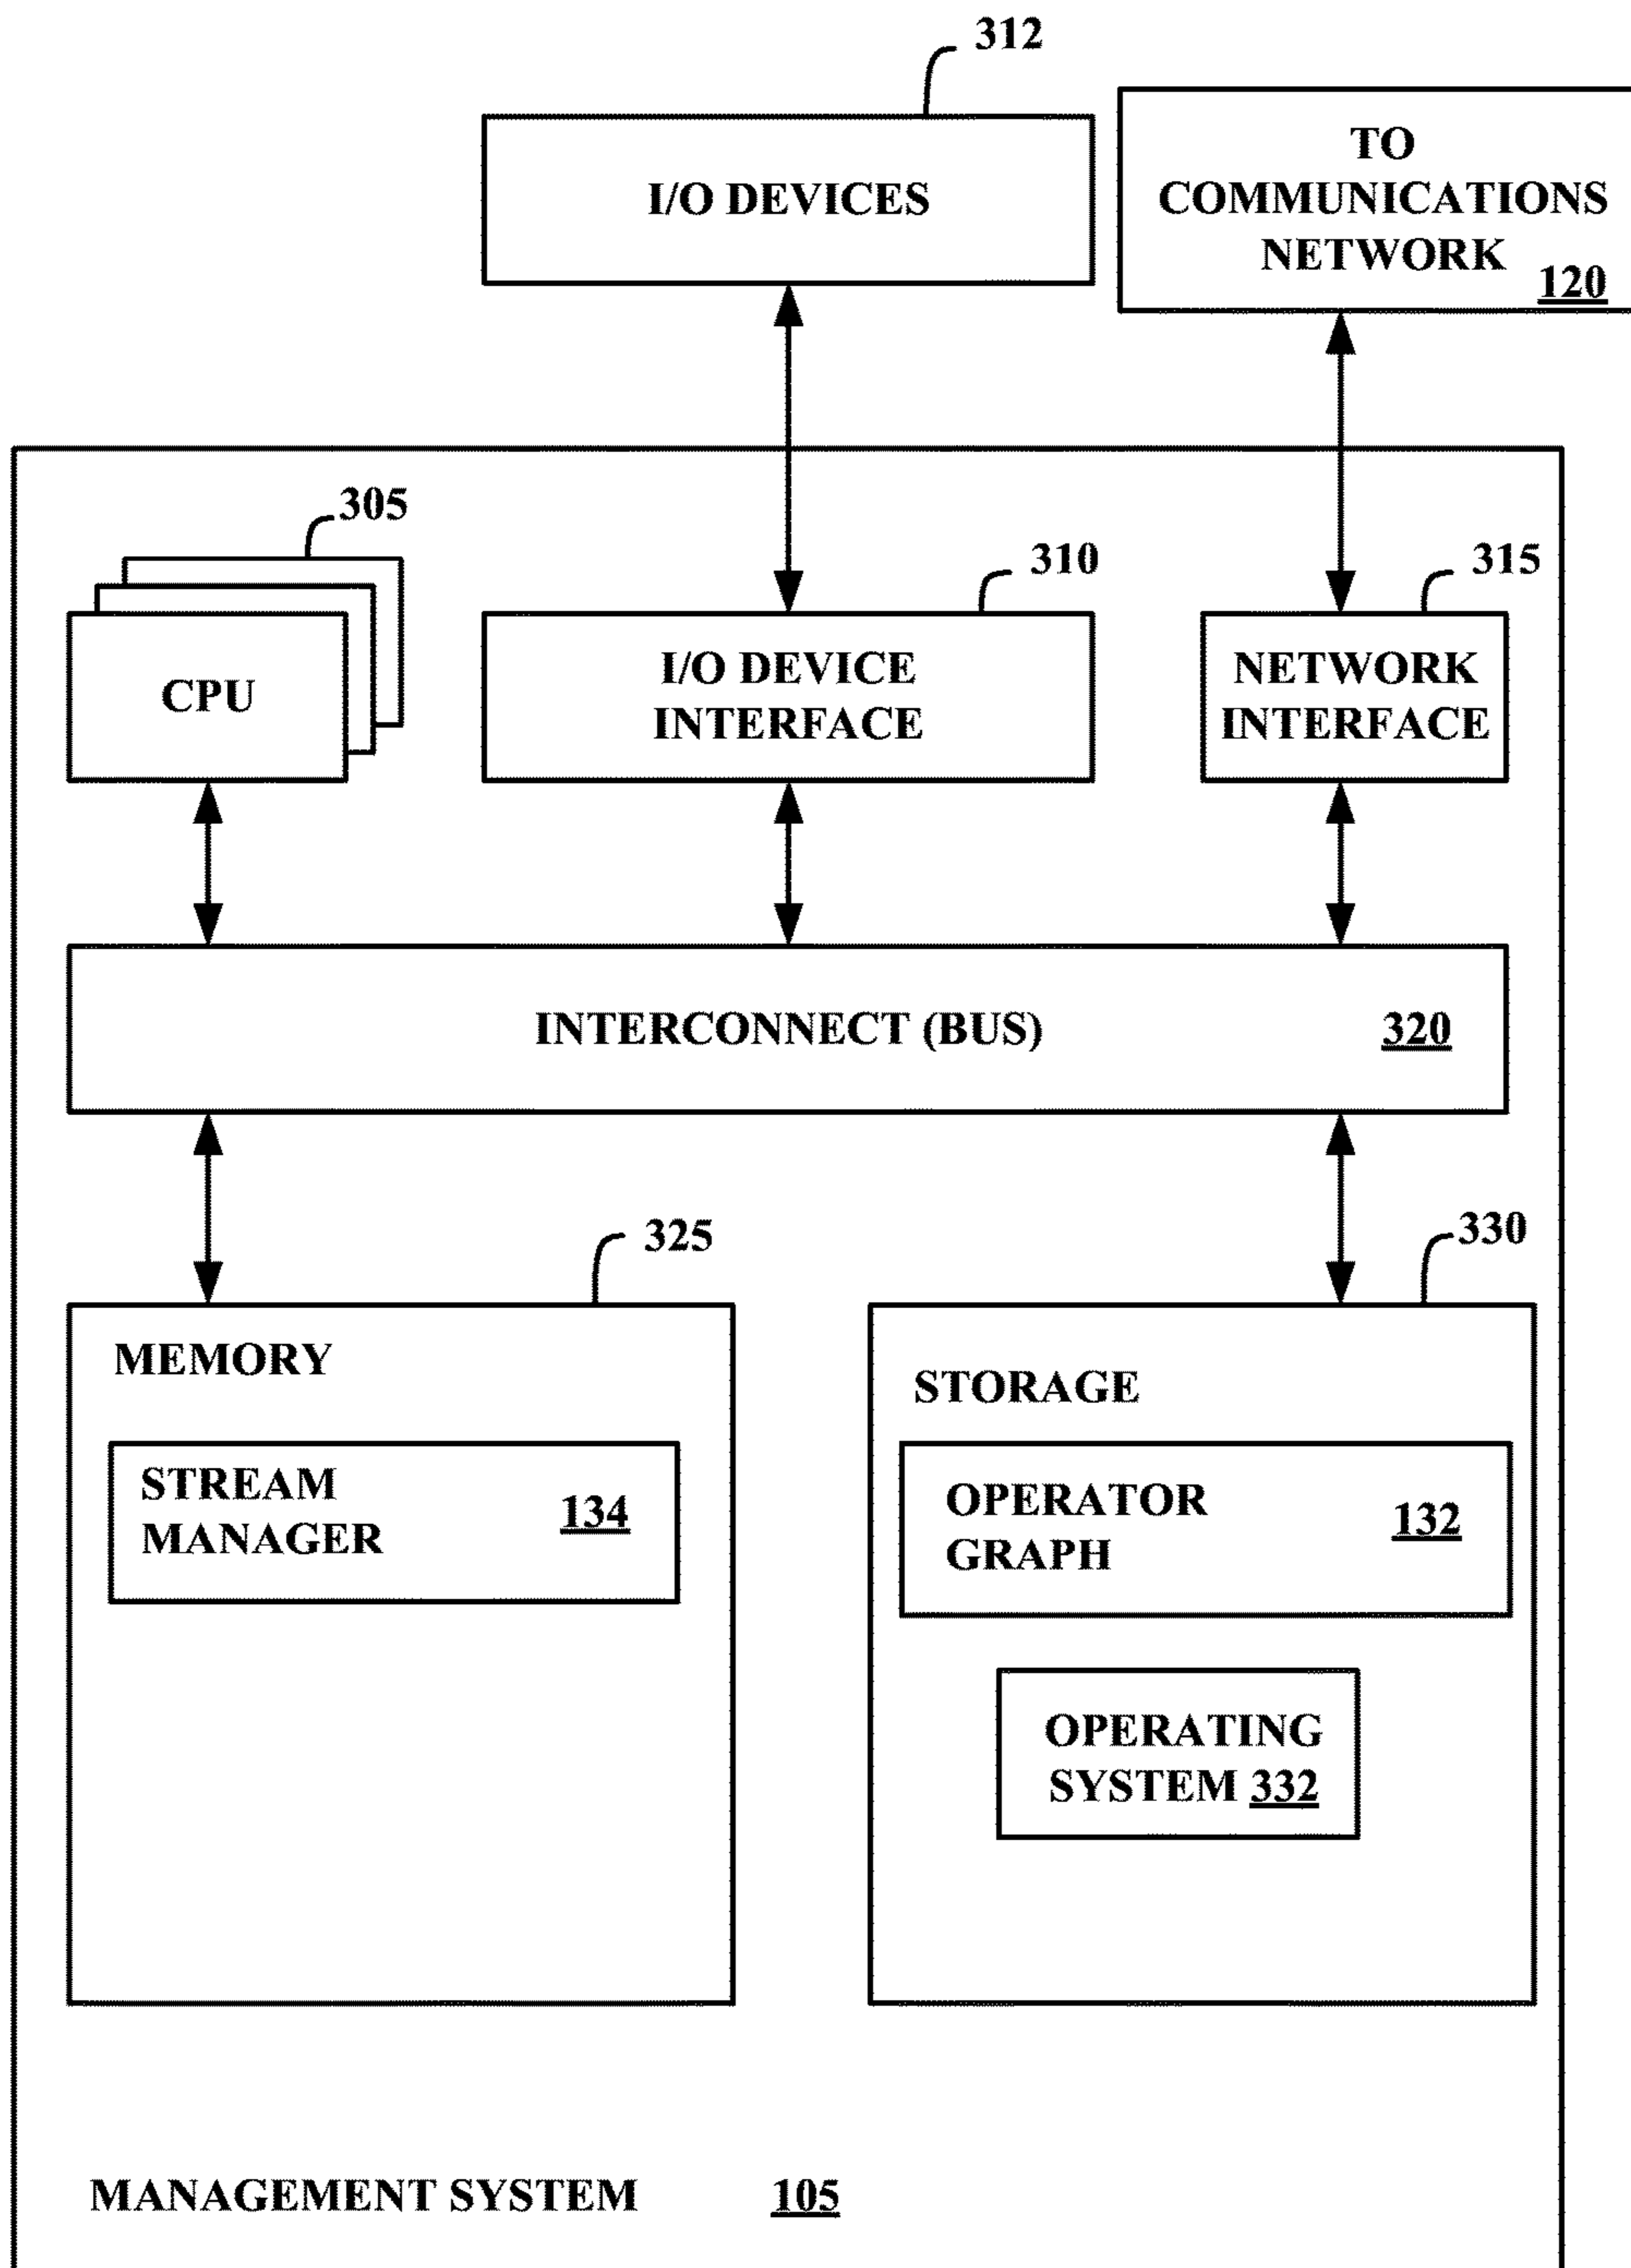 312
I/O DEVICES
TO
COMMUNICATIONS
NETWORK
120
305
CPU
310
I/O DEVICE
INTERFACE
315
NETWORK
INTERFACE
INTERCONNECT (BUS) 320
325
MEMORY
STREAM
MANAGER
134
330
STORAGE
OPERATOR
GRAPH
132
OPERATING
SYSTEM 332
MANAGEMENT SYSTEM 105